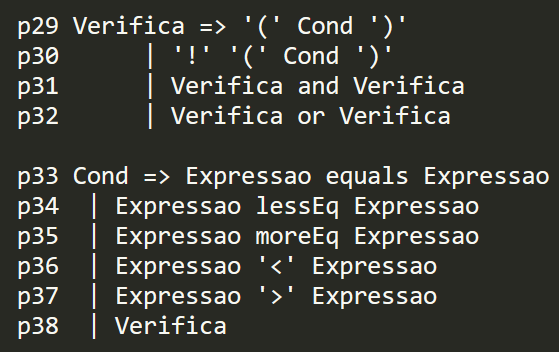 p29 Verifica => '(' Cond ')'
p30 | '!' '(' Cond ')'
p31 | Verifica and Verifica
p32 | Verifica or Verifica
p33 Cond => Expressao equals Expressao
p34 | Expressao lessEq Expressao
p35 | Expressao moreEq Expressao
p36 | Expressao '<' Expressao
p37 | Expressao '>' Expressao
p38 | Verifica